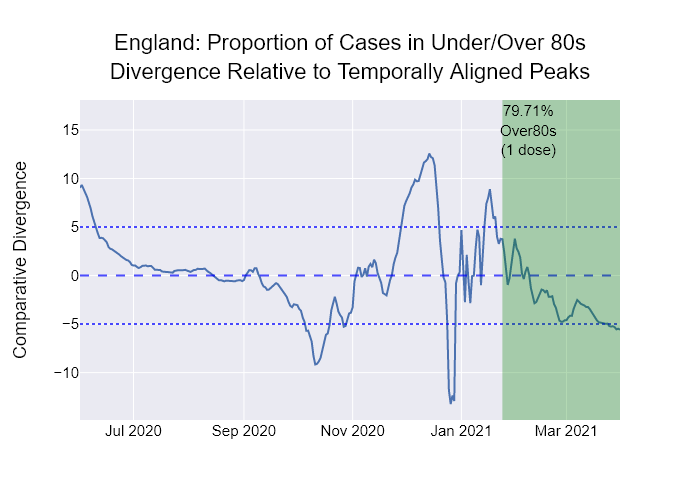 England: Proportion of Cases in Under/Over 80s
Divergence Relative to Temporally Aligned Peaks
79.71%
Over80s
(1 dose)
Comparative Divergence
15
10
5
0
−5
−10
Jul 2020
Sep 2020
Nov 2020
Jan 2021
Mar 2021